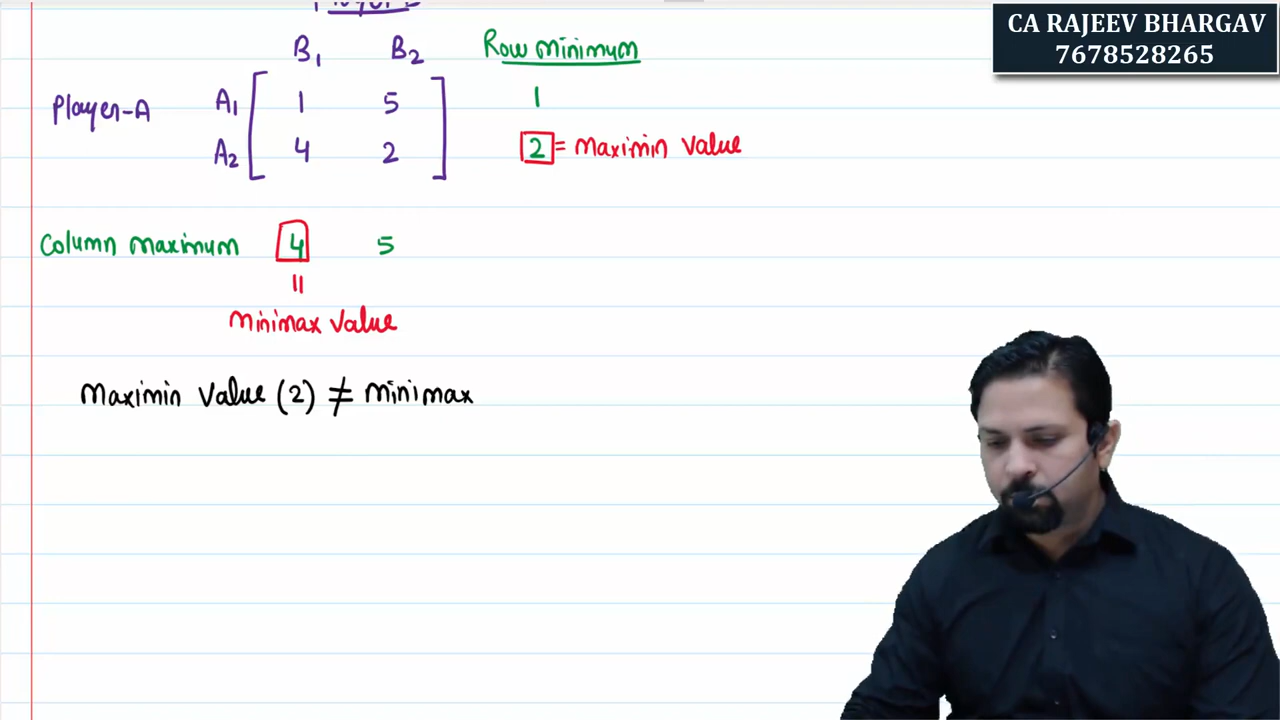 CA RAJEEV BHARGAV
7678528265
B1 B2 Row minimum
Player-A A1 1 5 1
A2 4 2 2 = maximin value
Column maximum 4 5
=
minimax value
maximin value (2) ≠ minimax